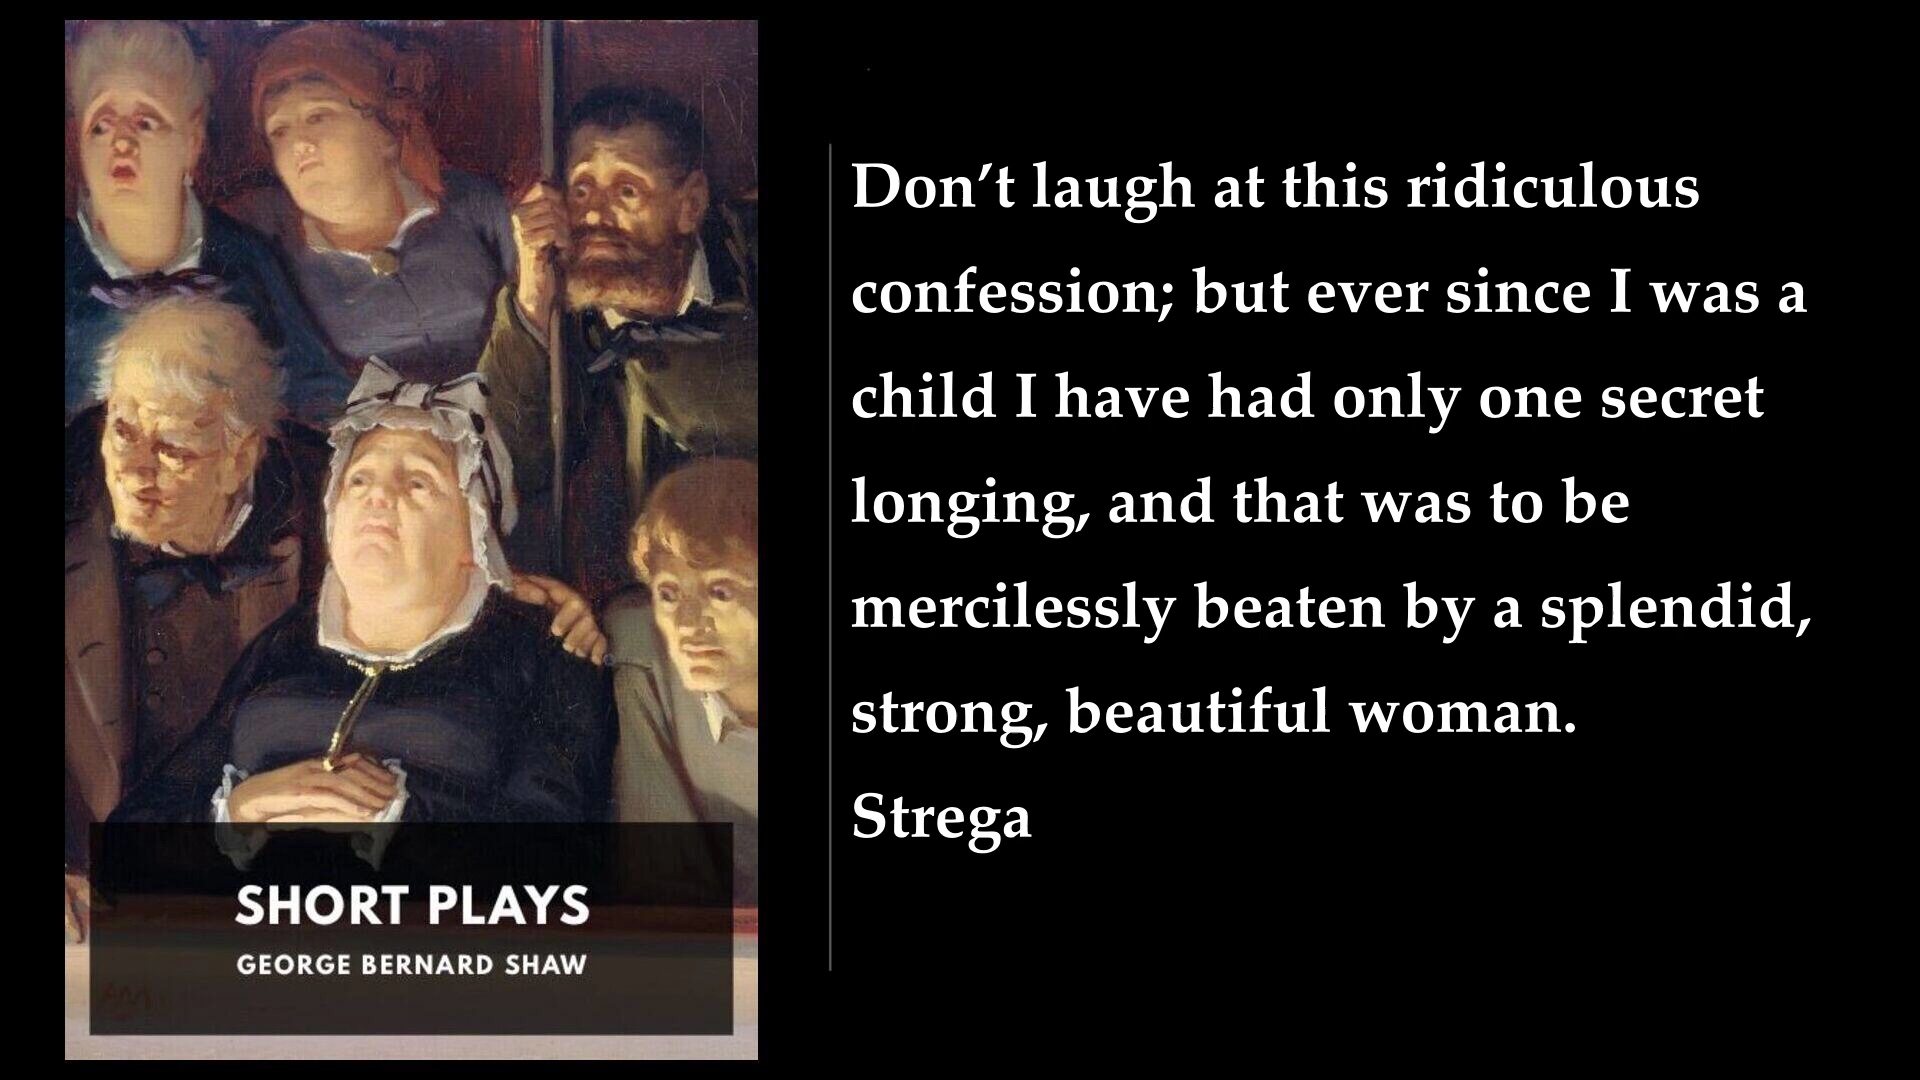 SHORT PLAYS
GEORGE BERNARD SHAW
Don’t laugh at this ridiculous
confession; but ever since I was a
child I have had only one secret
longing, and that was to be
mercilessly beaten by a splendid,
strong, beautiful woman.
Strega